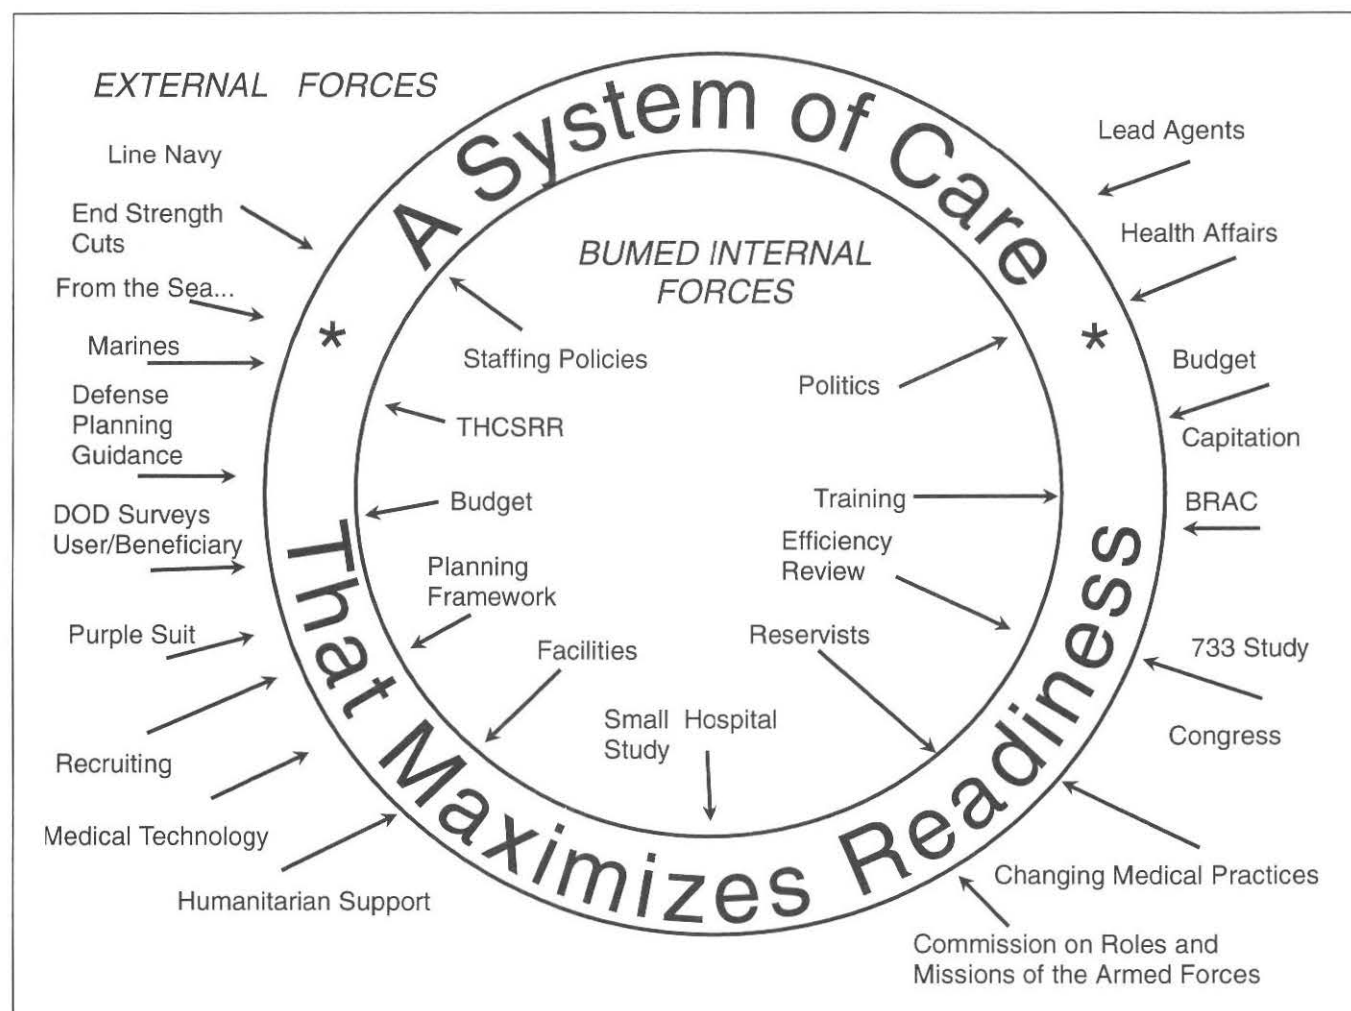 EXTERNAL FORCES
Line Navy
End Strength
Cuts
From the Sea...
Marines
Defense
Planning
Guidance
DOD Surveys
User/Beneficiary
Purple Suit
Recruiting
Medical Technology
Humanitarian Support
* A System of Care *
That Maximizes Readiness
BUMED INTERNAL
FORCES
Staffing Policies
THCSRR
Budget
Planning
Framework
Facilities
Small Hospital
Study
Politics
Training
Efficiency
Review
Reservists
Lead Agents
Health Affairs
Budget
Capitation
BRAC
733 Study
Congress
Changing Medical Practices
Commission on Roles and
Missions of the Armed Forces